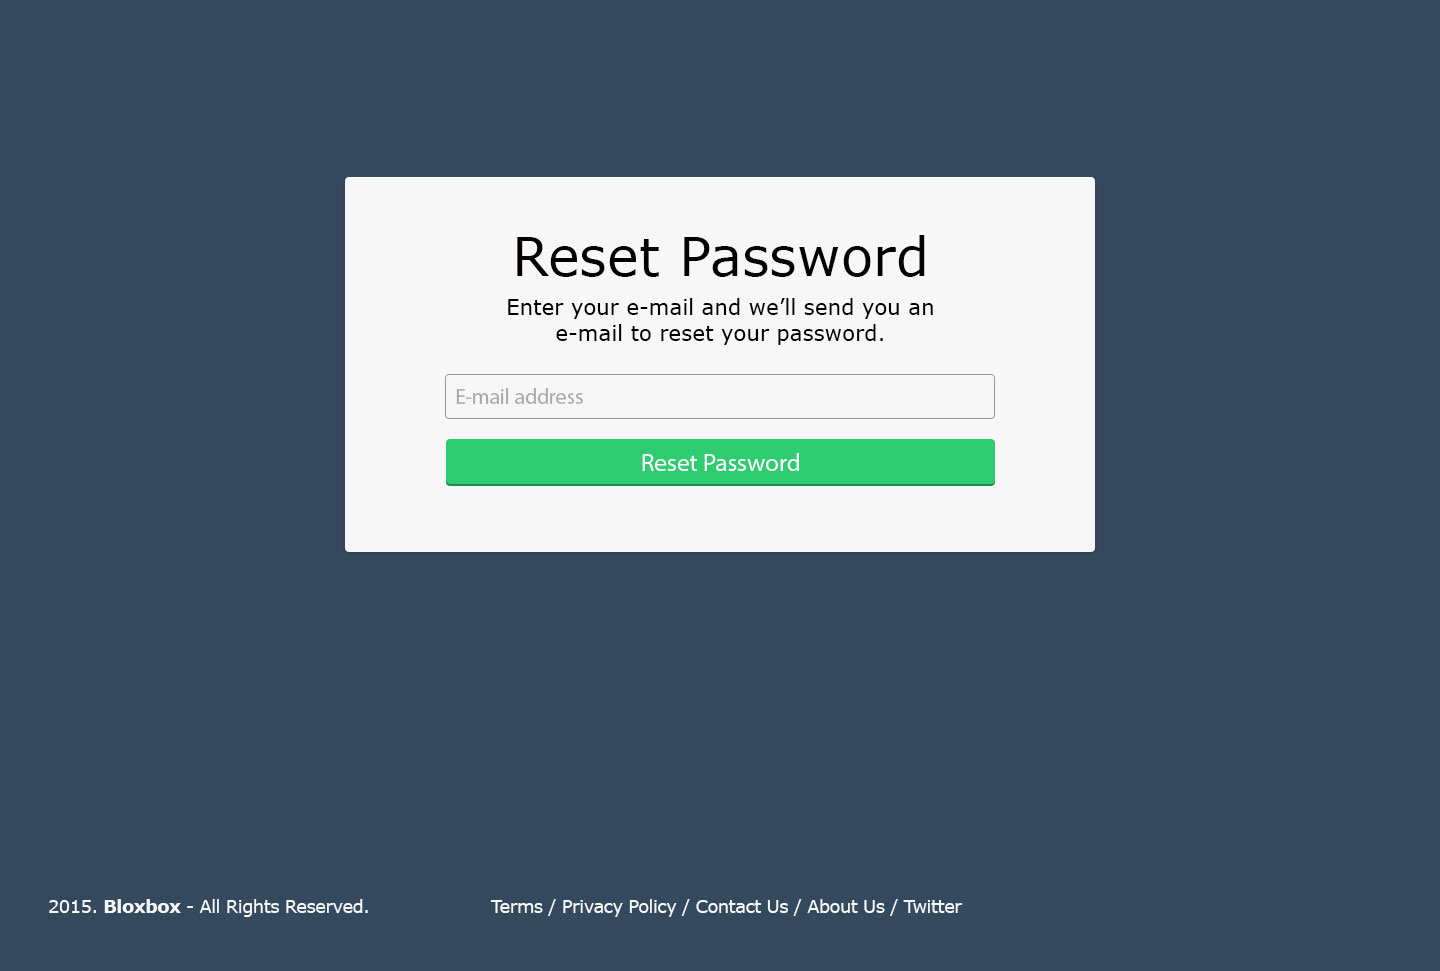 Reset Password
Enter your e-mail and we’ll send you an
e-mail to reset your password.
E-mail address
Reset Password
2015. Bloxbox - All Rights Reserved.
Terms / Privacy Policy / Contact Us / About Us / Twitter